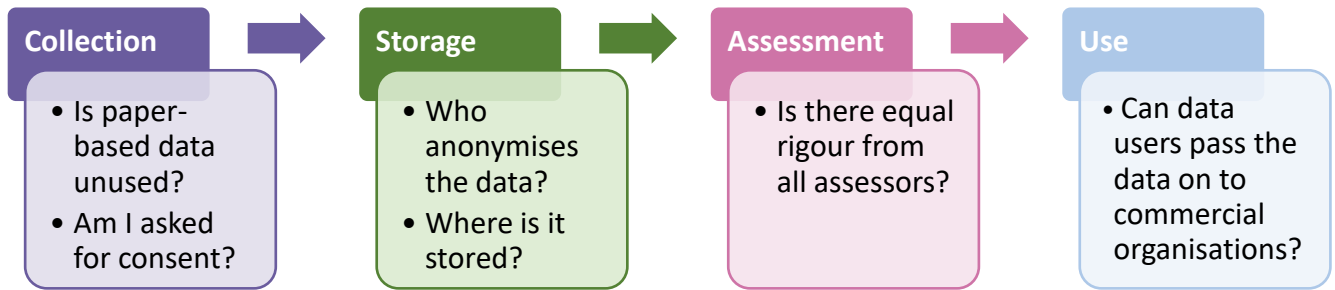 Collection
• Is paper-
based data
unused?
• Am I asked
for consent?
Storage
• Who
anonymises
the data?
• Where is it
stored?
Assessment
• Is there equal
rigour from
all assessors?
Use
• Can data
users pass the
data on to
commercial
organisations?